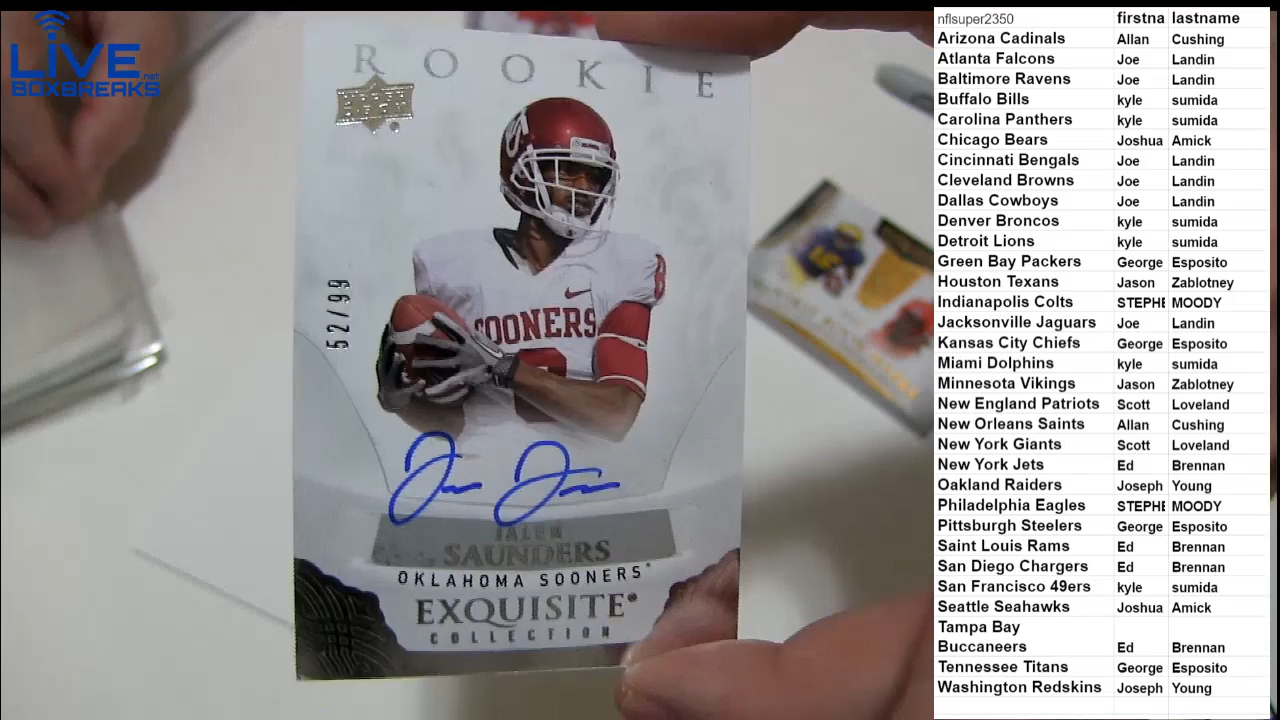 LiVE.net
BOXBREAKS
ROOKIE
UPPER DECK
52/99
SOONERS
JALEN
SAUNDERS
OKLAHOMA SOONERS
EXQUISITE
COLLECTION
nflsuper2350 firstna lastname
Arizona Cadinals Allan Cushing
Atlanta Falcons Joe Landin
Baltimore Ravens Joe Landin
Buffalo Bills kyle sumida
Carolina Panthers kyle sumida
Chicago Bears Joshua Amick
Cincinnati Bengals Joe Landin
Cleveland Browns Joe Landin
Dallas Cowboys Joe Landin
Denver Broncos kyle sumida
Detroit Lions kyle sumida
Green Bay Packers George Esposito
Houston Texans Jason Zablotney
Indianapolis Colts STEPHE MOODY
Jacksonville Jaguars Joe Landin
Kansas City Chiefs George Esposito
Miami Dolphins kyle sumida
Minnesota Vikings Jason Zablotney
New England Patriots Scott Loveland
New Orleans Saints Allan Cushing
New York Giants Scott Loveland
New York Jets Ed Brennan
Oakland Raiders Joseph Young
Philadelphia Eagles STEPHE MOODY
Pittsburgh Steelers George Esposito
Saint Louis Rams Ed Brennan
San Diego Chargers Ed Brennan
San Francisco 49ers kyle sumida
Seattle Seahawks Joshua Amick
Tampa Bay
Buccaneers Ed Brennan
Tennessee Titans George Esposito
Washington Redskins Joseph Young